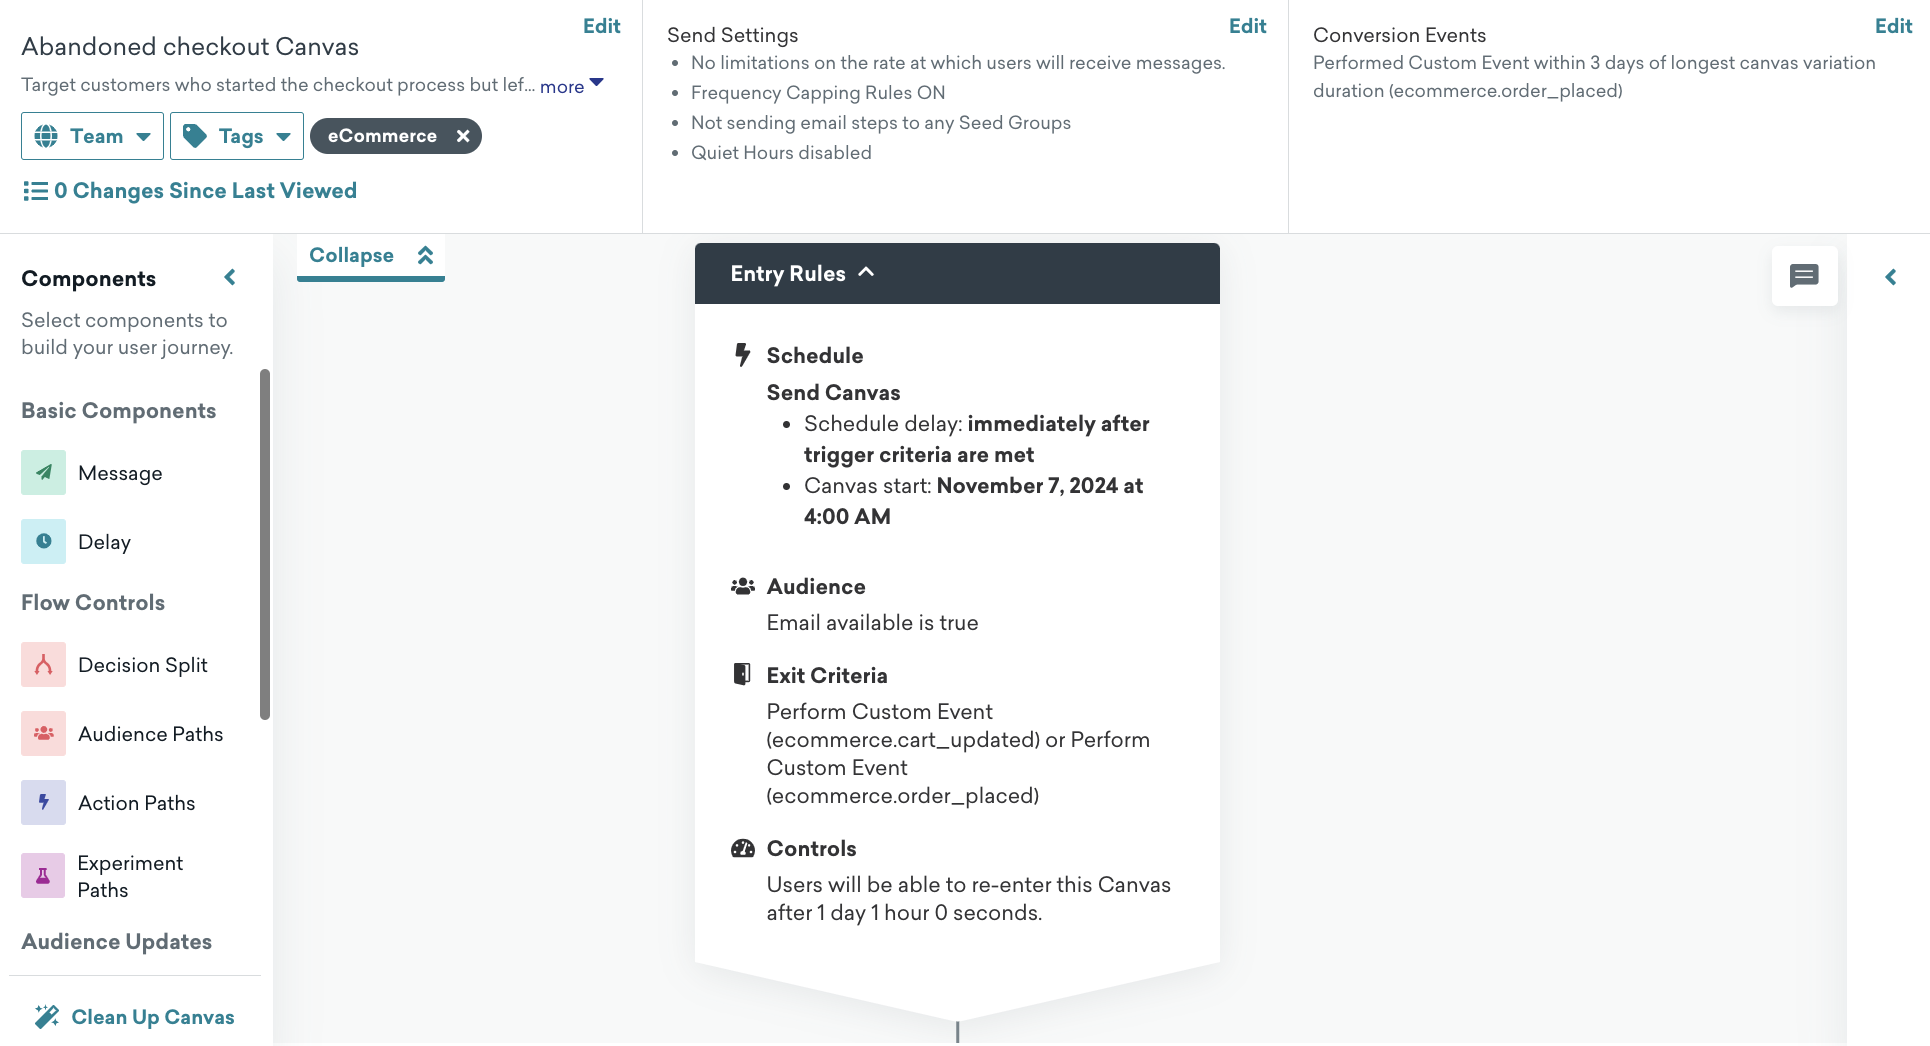 Abandoned checkout Canvas
Edit
Target customers who started the checkout process but lef... more
Team
Tags
eCommerce
0 Changes Since Last Viewed
Send Settings
Edit
No limitations on the rate at which users will receive messages.
Frequency Capping Rules ON
Not sending email steps to any Seed Groups
Quiet Hours disabled
Conversion Events
Edit
Performed Custom Event within 3 days of longest canvas variation
duration (ecommerce.order_placed)
Components
Select components to
build your user journey.
Basic Components
Message
Delay
Flow Controls
Decision Split
Audience Paths
Action Paths
Experiment
Paths
Audience Updates
Clean Up Canvas
Collapse
Entry Rules
Schedule
Send Canvas
Schedule delay: immediately after
trigger criteria are met
Canvas start: November 7, 2024 at
4:00 AM
Audience
Email available is true
Exit Criteria
Perform Custom Event
(ecommerce.cart_updated) or Perform
Custom Event
(ecommerce.order_placed)
Controls
Users will be able to re-enter this Canvas
after 1 day 1 hour 0 seconds.